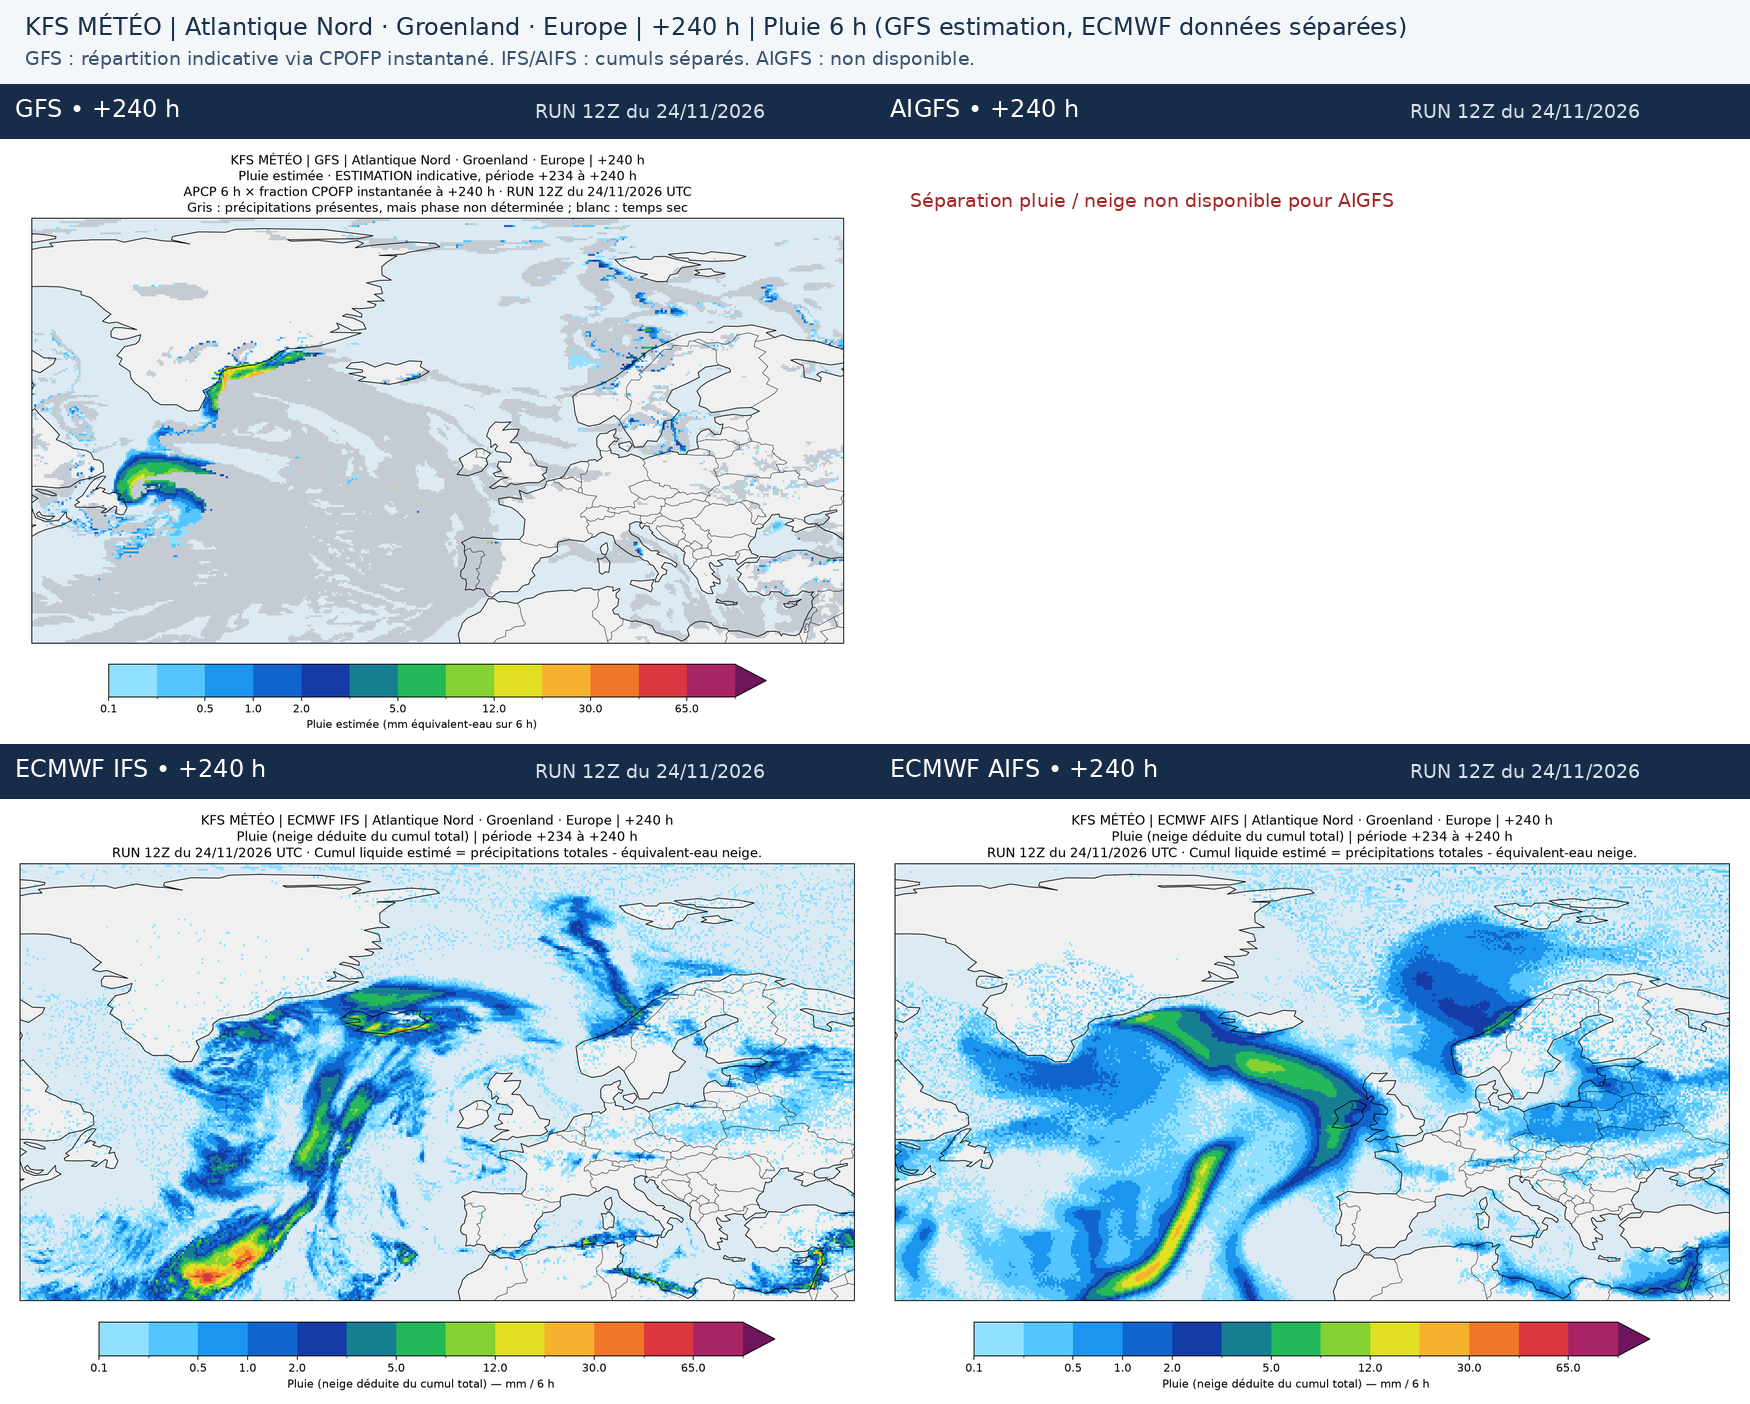 KFS MÉTÉO | Atlantique Nord · Groenland · Europe | +240 h | Pluie 6 h (GFS estimation, ECMWF données séparées)
GFS : répartition indicative via CPOFP instantané. IFS/AIFS : cumuls séparés. AIGFS : non disponible.
GFS • +240 h
RUN 12Z du 24/11/2026
AIGFS • +240 h
RUN 12Z du 24/11/2026
KFS MÉTÉO | GFS | Atlantique Nord · Groenland · Europe | +240 h
Pluie estimée · ESTIMATION indicative, période +234 à +240 h
APCP 6 h × fraction CPOFP instantanée à +240 h · RUN 12Z du 24/11/2026 UTC
Gris : précipitations présentes, mais phase non déterminée ; blanc : temps sec
Séparation pluie / neige non disponible pour AIGFS
0.1 0.5 1.0 2.0 5.0 12.0 30.0 65.0
Pluie estimée (mm équivalent-eau sur 6 h)
ECMWF IFS • +240 h
RUN 12Z du 24/11/2026
ECMWF AIFS • +240 h
RUN 12Z du 24/11/2026
KFS MÉTÉO | ECMWF IFS | Atlantique Nord · Groenland · Europe | +240 h
Pluie (neige déduite du cumul total) | période +234 à +240 h
RUN 12Z du 24/11/2026 UTC · Cumul liquide estimé = précipitations totales - équivalent-eau neige.
KFS MÉTÉO | ECMWF AIFS | Atlantique Nord · Groenland · Europe | +240 h
Pluie (neige déduite du cumul total) | période +234 à +240 h
RUN 12Z du 24/11/2026 UTC · Cumul liquide estimé = précipitations totales - équivalent-eau neige.
0.1 0.5 1.0 2.0 5.0 12.0 30.0 65.0
Pluie (neige déduite du cumul total) — mm / 6 h
0.1 0.5 1.0 2.0 5.0 12.0 30.0 65.0
Pluie (neige déduite du cumul total) — mm / 6 h